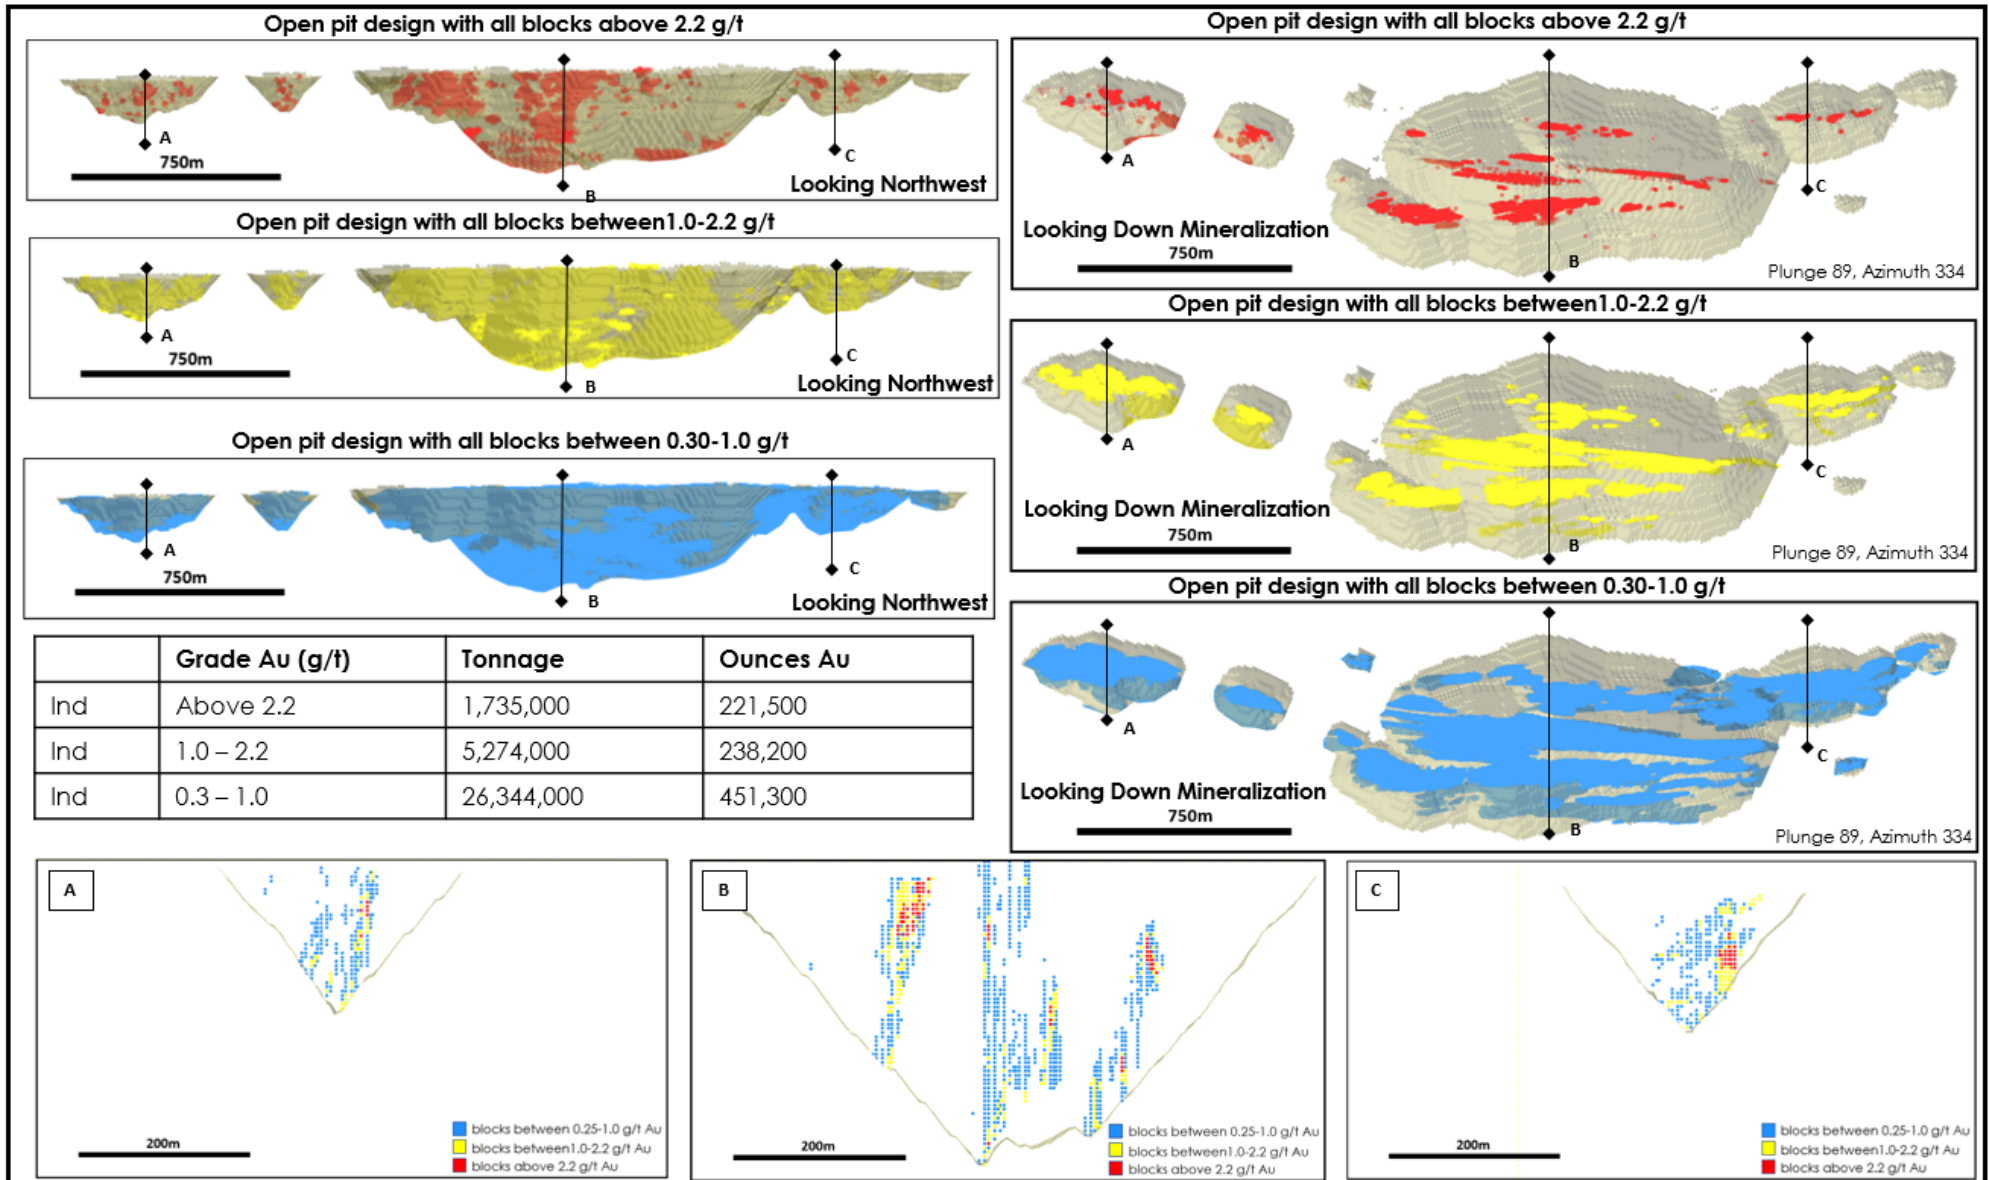 Open pit design with all blocks above 2.2 g/t
A
B
C
750m
Looking Northwest
Open pit design with all blocks between1.0-2.2 g/t
A
B
C
750m
Looking Northwest
Open pit design with all blocks between 0.30-1.0 g/t
A
B
C
750m
Looking Northwest
Open pit design with all blocks above 2.2 g/t
A
B
C
Looking Down Mineralization
750m
Plunge 89, Azimuth 334
Open pit design with all blocks between1.0-2.2 g/t
A
B
C
Looking Down Mineralization
750m
Plunge 89, Azimuth 334
Open pit design with all blocks between 0.30-1.0 g/t
A
B
C
Looking Down Mineralization
750m
Plunge 89, Azimuth 334
Grade Au (g/t) Tonnage Ounces Au
Ind Above 2.2 1,735,000 221,500
Ind 1.0 – 2.2 5,274,000 238,200
Ind 0.3 – 1.0 26,344,000 451,300
A
200m
blocks between 0.25-1.0 g/t Au
blocks between1.0-2.2 g/t Au
blocks above 2.2 g/t Au
B
200m
blocks between 0.25-1.0 g/t Au
blocks between1.0-2.2 g/t Au
blocks above 2.2 g/t Au
C
200m
blocks between 0.25-1.0 g/t Au
blocks between1.0-2.2 g/t Au
blocks above 2.2 g/t Au